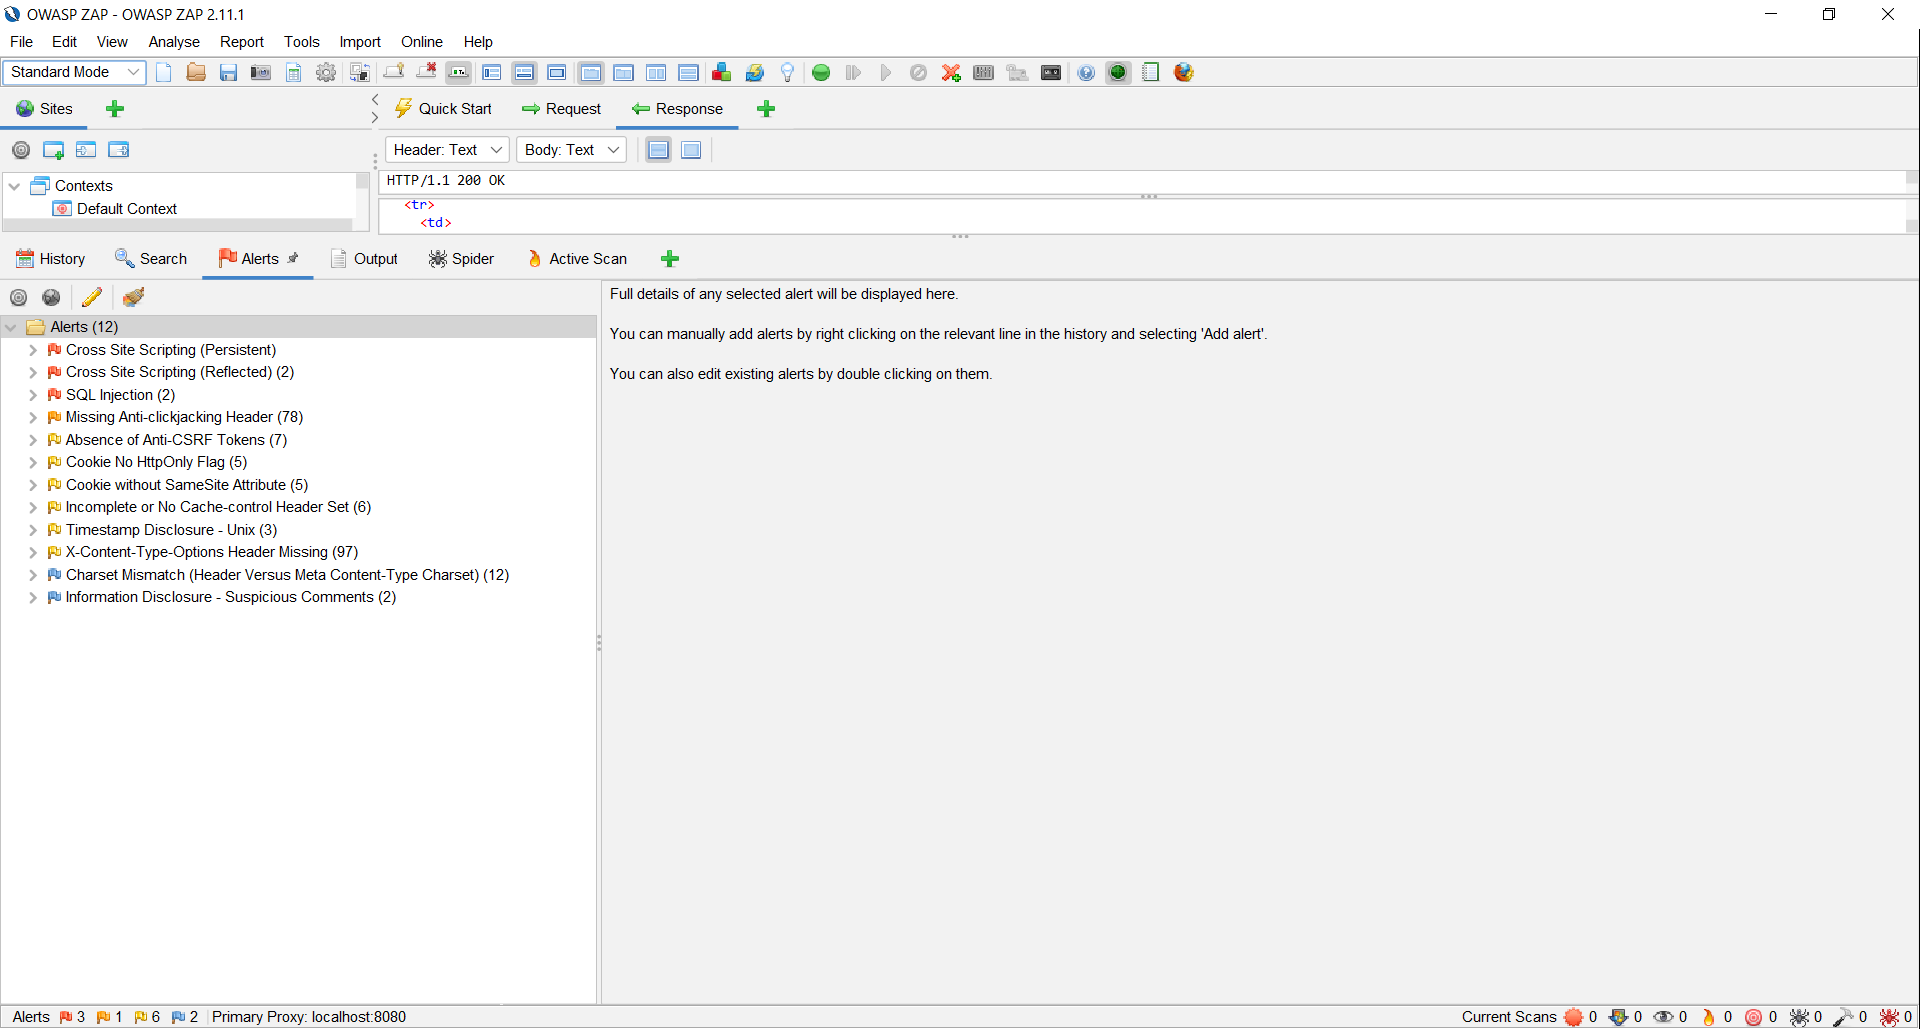 OWASP ZAP - OWASP ZAP 2.11.1
File Edit View Analyse Report Tools Import Online Help
Standard Mode
Sites
Quick Start Request Response
Header: Text Body: Text
Contexts
HTTP/1.1 200 OK
Default Context
<tr>
<td>
History Search Alerts Output Spider Active Scan
Alerts (12)
Cross Site Scripting (Persistent)
Cross Site Scripting (Reflected) (2)
SQL Injection (2)
Missing Anti-clickjacking Header (78)
Absence of Anti-CSRF Tokens (7)
Cookie No HttpOnly Flag (5)
Cookie without SameSite Attribute (5)
Incomplete or No Cache-control Header Set (6)
Timestamp Disclosure - Unix (3)
X-Content-Type-Options Header Missing (97)
Charset Mismatch (Header Versus Meta Content-Type Charset) (12)
Information Disclosure - Suspicious Comments (2)
Full details of any selected alert will be displayed here.
You can manually add alerts by right clicking on the relevant line in the history and selecting 'Add alert'.
You can also edit existing alerts by double clicking on them.
Alerts 3 1 6 2 Primary Proxy: localhost:8080
Current Scans 0 0 0 0 0 0 0 0